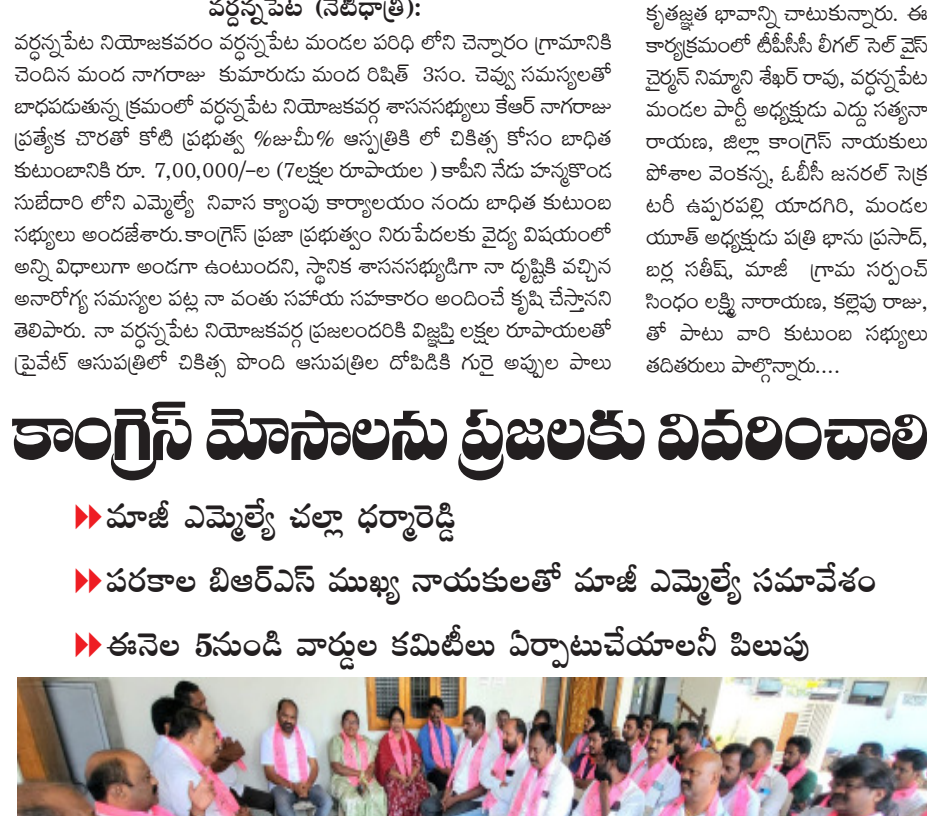 వర్ధన్నపేట (నేటిధాత్రి):
వర్ధన్నపేట నియోజకవరం వర్ధన్నపేట మండల పరిధి లోని చెన్నారం గ్రామానికి
చెందిన మంద నాగరాజు కుమారుడు మంద రిషిత్ 3సం. చెవ్వు సమస్యలతో
బాధపడుతున్న క్రమంలో వర్ధన్నపేట నియోజకవర్గ శాసనసభ్యులు కేఆర్ నాగరాజు
ప్రత్యేక చొరతో కోటి ప్రభుత్వ %జుమీ% ఆస్పత్రికి లో చికిత్స కోసం బాధిత
కుటుంబానికి రూ. 7,00,000/-ల (7లక్షల రూపాయల ) కాపీని నేడు హన్మకొండ
సుబేదారి లోని ఎమ్మెల్యే నివాస క్యాంపు కార్యాలయం నందు బాధిత కుటుంబ
సభ్యులు అందజేశారు.కాంగ్రెస్ ప్రజా ప్రభుత్వం నిరుపేదలకు వైద్య విషయంలో
అన్ని విధాలుగా అండగా ఉంటుందని, స్థానిక శాసనసభ్యుడిగా నా దృష్టికి వచ్చిన
అనారోగ్య సమస్యల పట్ల నా వంతు సహాయ సహకారం అందించే కృషి చేస్తానని
తెలిపారు. నా వర్ధన్నపేట నియోజకవర్గ ప్రజలందరికి విజ్ఞప్తి లక్షల రూపాయలతో
ప్రైవేట్ ఆసుపత్రిలో చికిత్స పొంది ఆసుపత్రిల దోపిడికి గురై అప్పుల పాలు
కృతజ్ఞత భావాన్ని చాటుకున్నారు. ఈ
కార్యక్రమంలో టీపీసీసీ లీగల్ సెల్ వైస్
చైర్మన్ నిమ్మాని శేఖర్ రావు, వర్ధన్నపేట
మండల పార్టీ అధ్యక్షుడు ఎద్దు సత్యనా
రాయణ, జిల్లా కాంగ్రెస్ నాయకులు
పోశాల వెంకన్న, ఓబీసీ జనరల్ సెక్ర
టరీ ఉప్పరపల్లి యాదగిరి, మండల
యూత్ అధ్యక్షుడు పత్రి భాను ప్రసాద్,
బర్ల సతీష్, మాజీ గ్రామ సర్పంచ్
సింధం లక్ష్మి నారాయణ, కల్లెపు రాజు,
తో పాటు వారి కుటుంబ సభ్యులు
తదితరులు పాల్గొన్నారు....
కాంగ్రెస్ మోసాలను ప్రజలకు వివరించాలి
మాజీ ఎమ్మెల్యే చల్లా ధర్మారెడ్డి
పరకాల బిఆర్ఎస్ ముఖ్య నాయకులతో మాజీ ఎమ్మెల్యే సమావేశం
ఈనెల 5నుండి వార్డుల కమిటీలు ఏర్పాటుచేయాలనీ పిలుపు